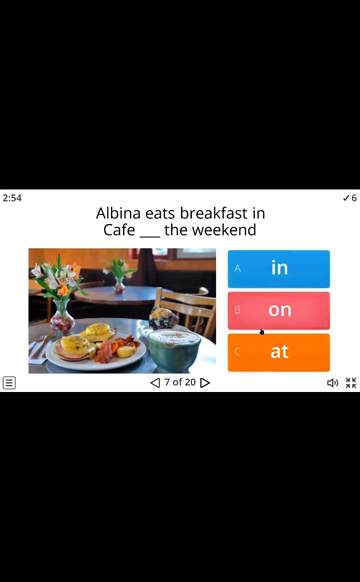 2:54
✓ 6
Albina eats breakfast in
Cafe ___ the weekend
A in
B on
C at
7 of 20